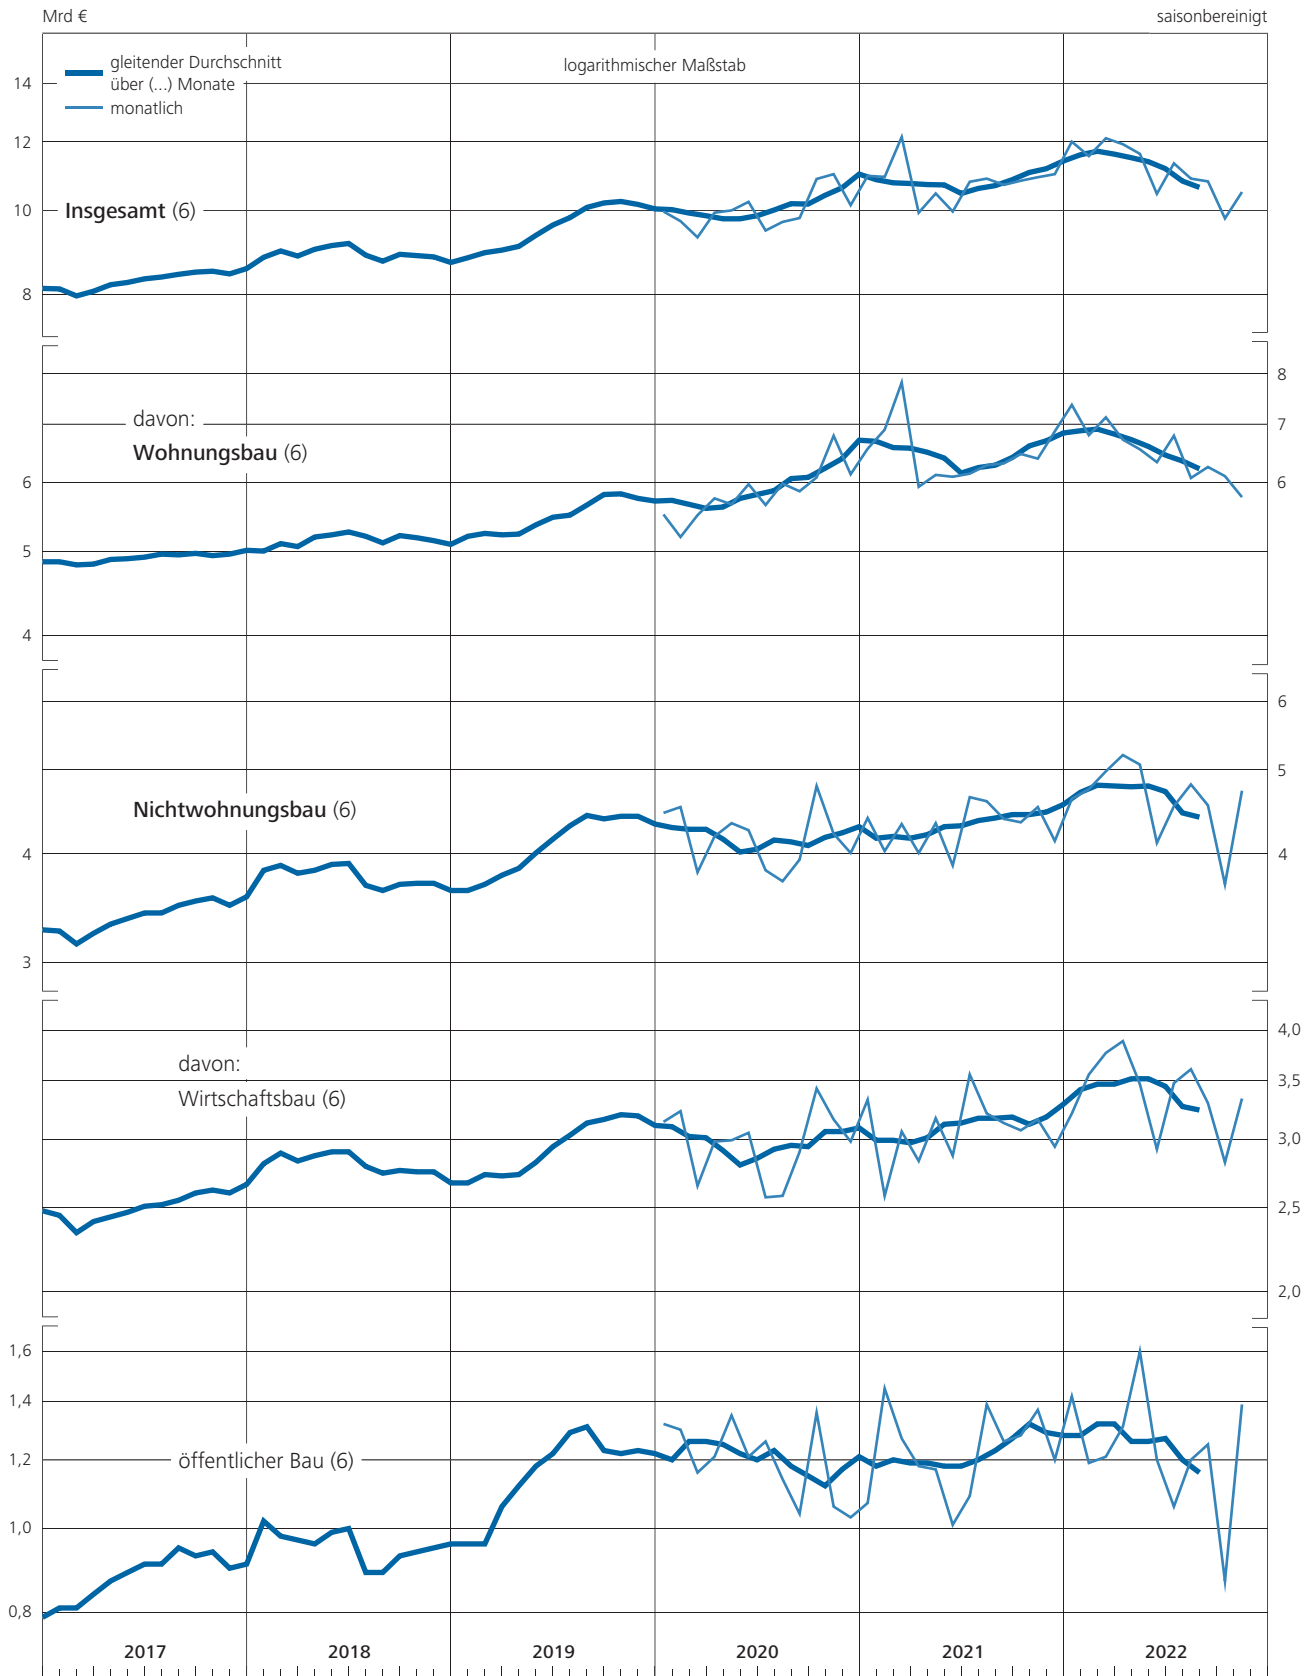 Mrd €
saisonbereinigt
gleitender Durchschnitt
über (...) Monate
monatlich
logarithmischer Maßstab
14
12
10
8
Insgesamt (6)
8
7
6
davon:
Wohnungsbau (6)
6
5
4
6
5
4
Nichtwohnungsbau (6)
4
3
4,0
3,5
3,0
2,5
2,0
davon:
Wirtschaftsbau (6)
1,6
1,4
1,2
1,0
0,8
öffentlicher Bau (6)
2017 2018 2019 2020 2021 2022